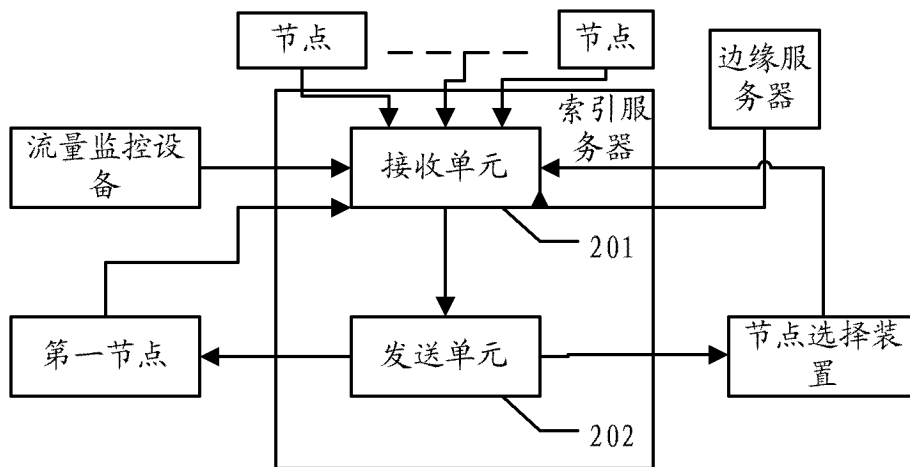 节点
节点
边缘服
务器
索引服
务器
流量监控设
备
接收单元
201
第一节点
发送单元
节点选择装
置
202